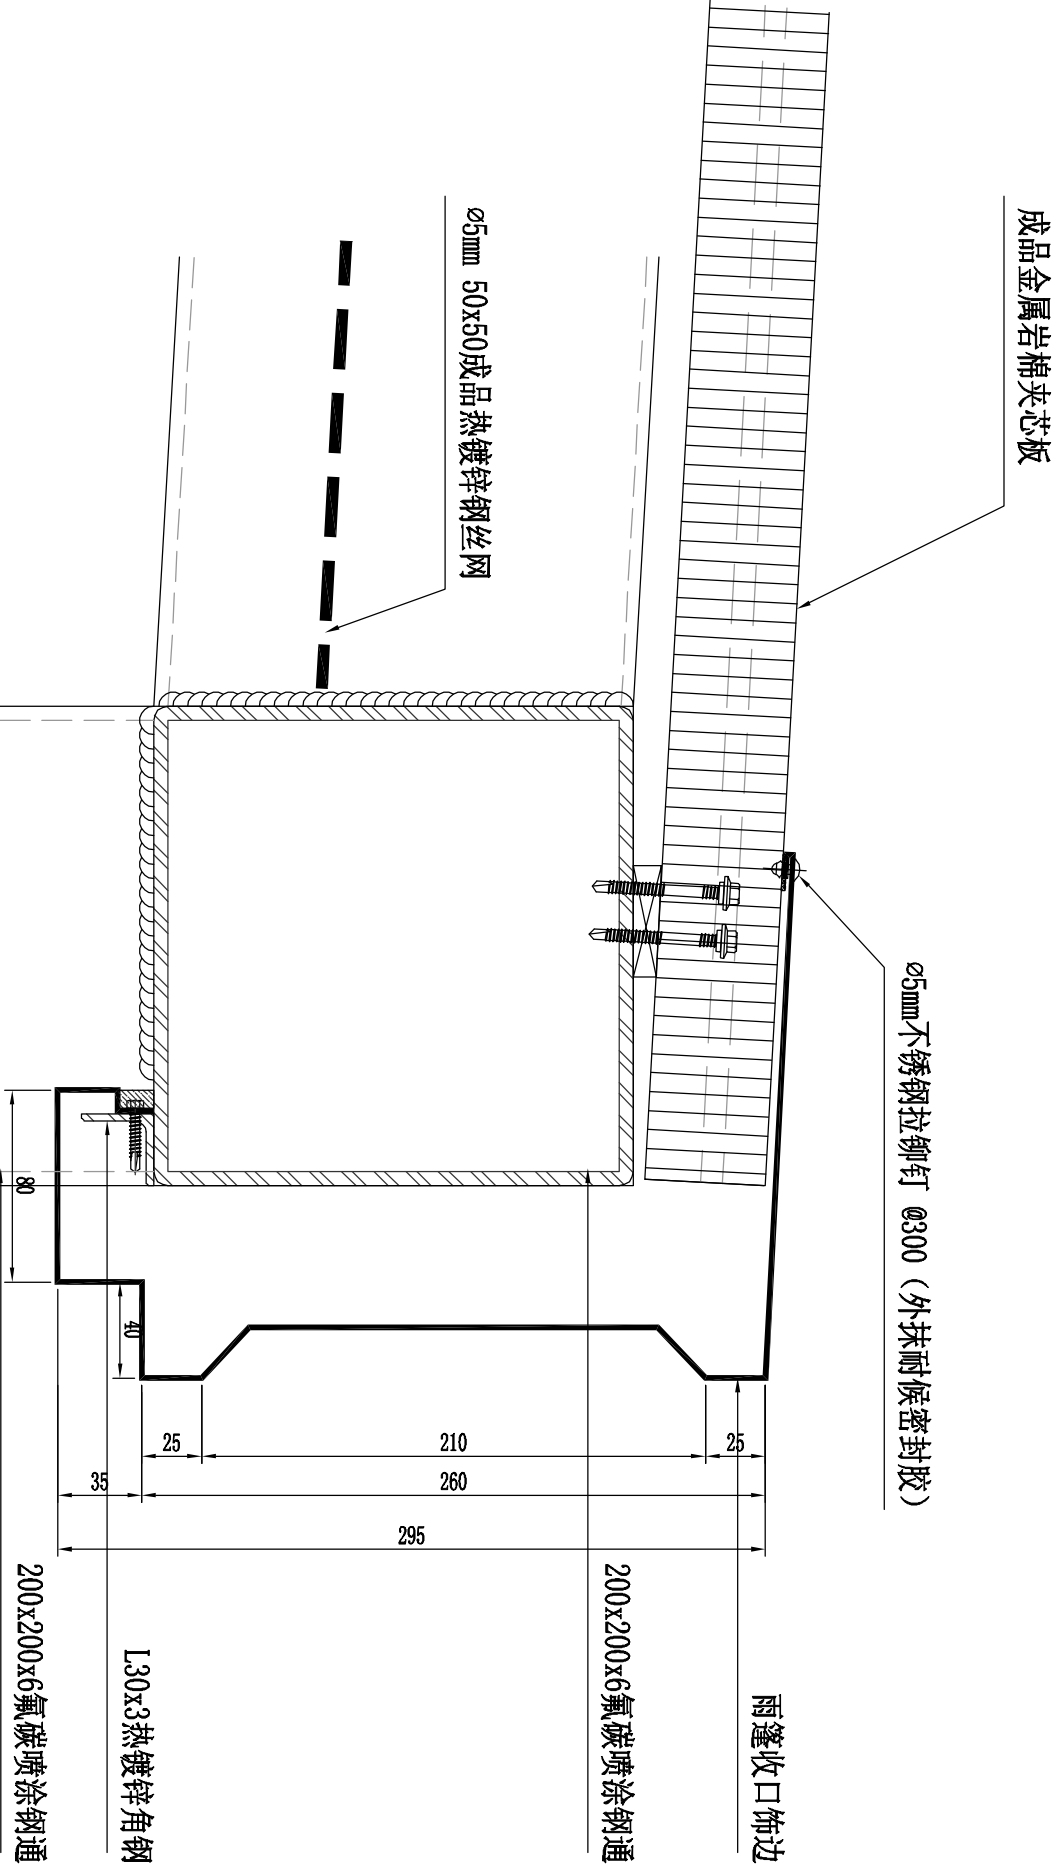 成品金属岩棉夹芯板
∅5mm不锈钢拉铆钉 @300（外抹耐候密封胶）
雨篷收口饰边
∅5mm 50x50成品热镀锌钢丝网
200x200x6氟碳喷涂钢通
L30x3热镀锌角钢
200x200x6氟碳喷涂钢通
25
210
25
35
260
295
80
40